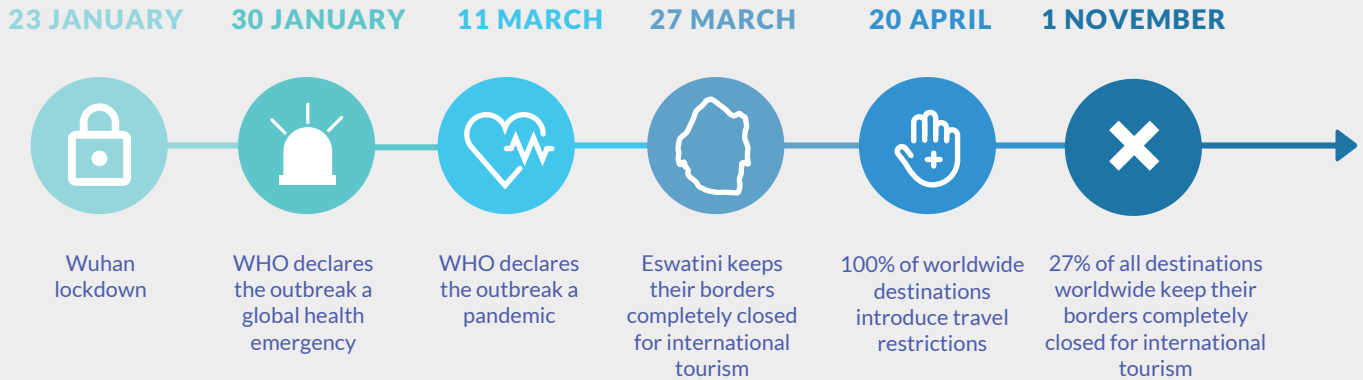 23 JANUARY
30 JANUARY
11 MARCH
27 MARCH
20 APRIL
1 NOVEMBER
Wuhan
lockdown
WHO declares
the outbreak a
global health
emergency
WHO declares
the outbreak a
pandemic
Eswatini keeps
their borders
completely closed
for international
tourism
100% of worldwide
destinations
introduce travel
restrictions
27% of all destinations
worldwide keep their
borders completely
closed for international
tourism